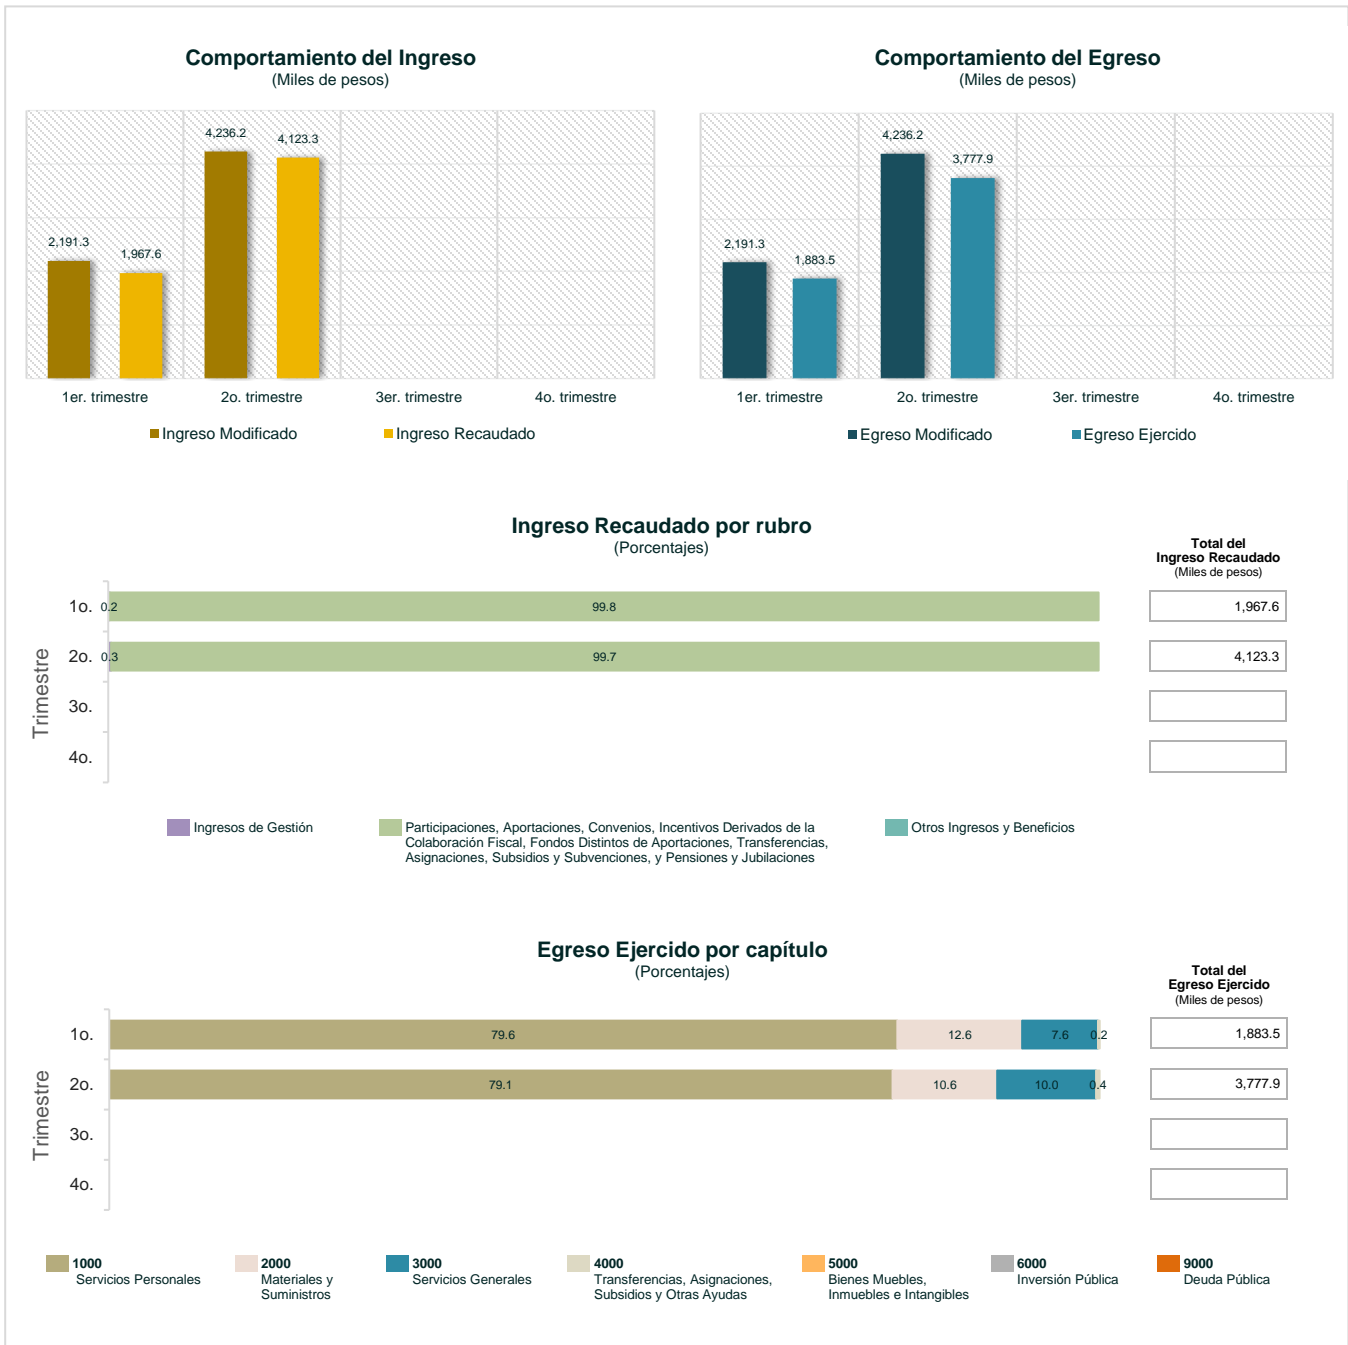 Comportamiento del Ingreso
(Miles de pesos)
4,236.2
4,123.3
2,191.3
1,967.6
1er. trimestre
2o. trimestre
3er. trimestre
4o. trimestre
Ingreso Modificado
Ingreso Recaudado
Comportamiento del Egreso
(Miles de pesos)
4,236.2
3,777.9
2,191.3
1,883.5
1er. trimestre
2o. trimestre
3er. trimestre
4o. trimestre
Egreso Modificado
Egreso Ejercido
Ingreso Recaudado por rubro
(Porcentajes)
Total del
Ingreso Recaudado
(Miles de pesos)
Trimestre
1o.
0.2
99.8
1,967.6
2o.
0.3
99.7
4,123.3
3o.
4o.
Ingresos de Gestión
Participaciones, Aportaciones, Convenios, Incentivos Derivados de la
Colaboración Fiscal, Fondos Distintos de Aportaciones, Transferencias,
Asignaciones, Subsidios y Subvenciones, y Pensiones y Jubilaciones
Otros Ingresos y Beneficios
Egreso Ejercido por capítulo
(Porcentajes)
Total del
Egreso Ejercido
(Miles de pesos)
Trimestre
1o.
79.6
12.6
7.6
0.2
1,883.5
2o.
79.1
10.6
10.0
0.4
3,777.9
3o.
4o.
1000
Servicios Personales
2000
Materiales y
Suministros
3000
Servicios Generales
4000
Transferencias, Asignaciones,
Subsidios y Otras Ayudas
5000
Bienes Muebles,
Inmuebles e Intangibles
6000
Inversión Pública
9000
Deuda Pública